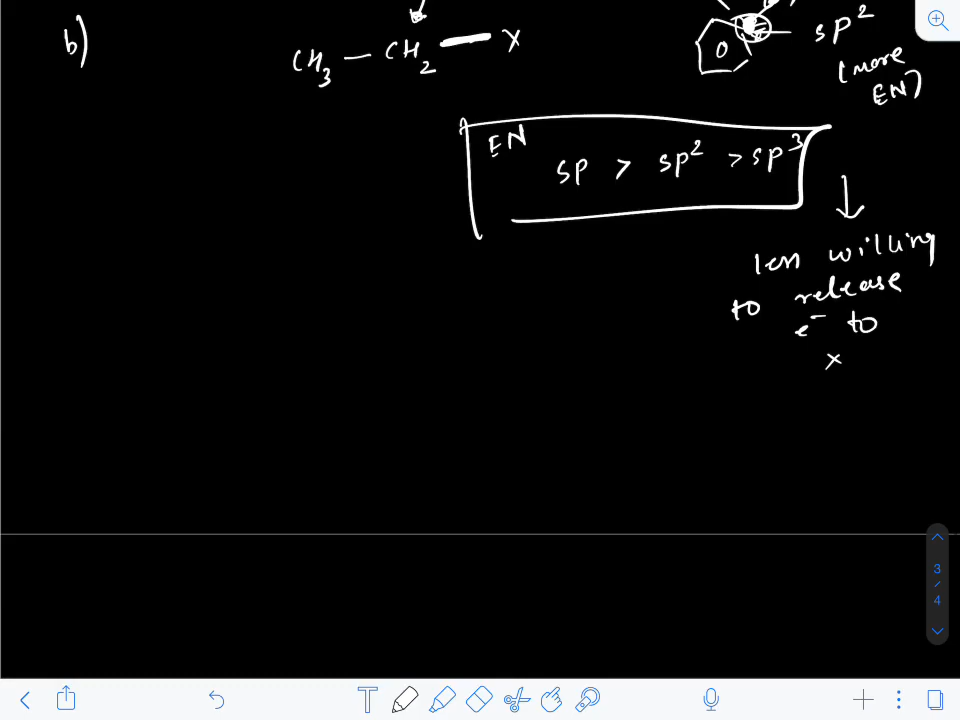 b)
CH3 — CH2 — X
sp²
(more
EN)
EN
sp > sp² > sp³
less willing
to release
e⁻ to
x
3
/
4
T